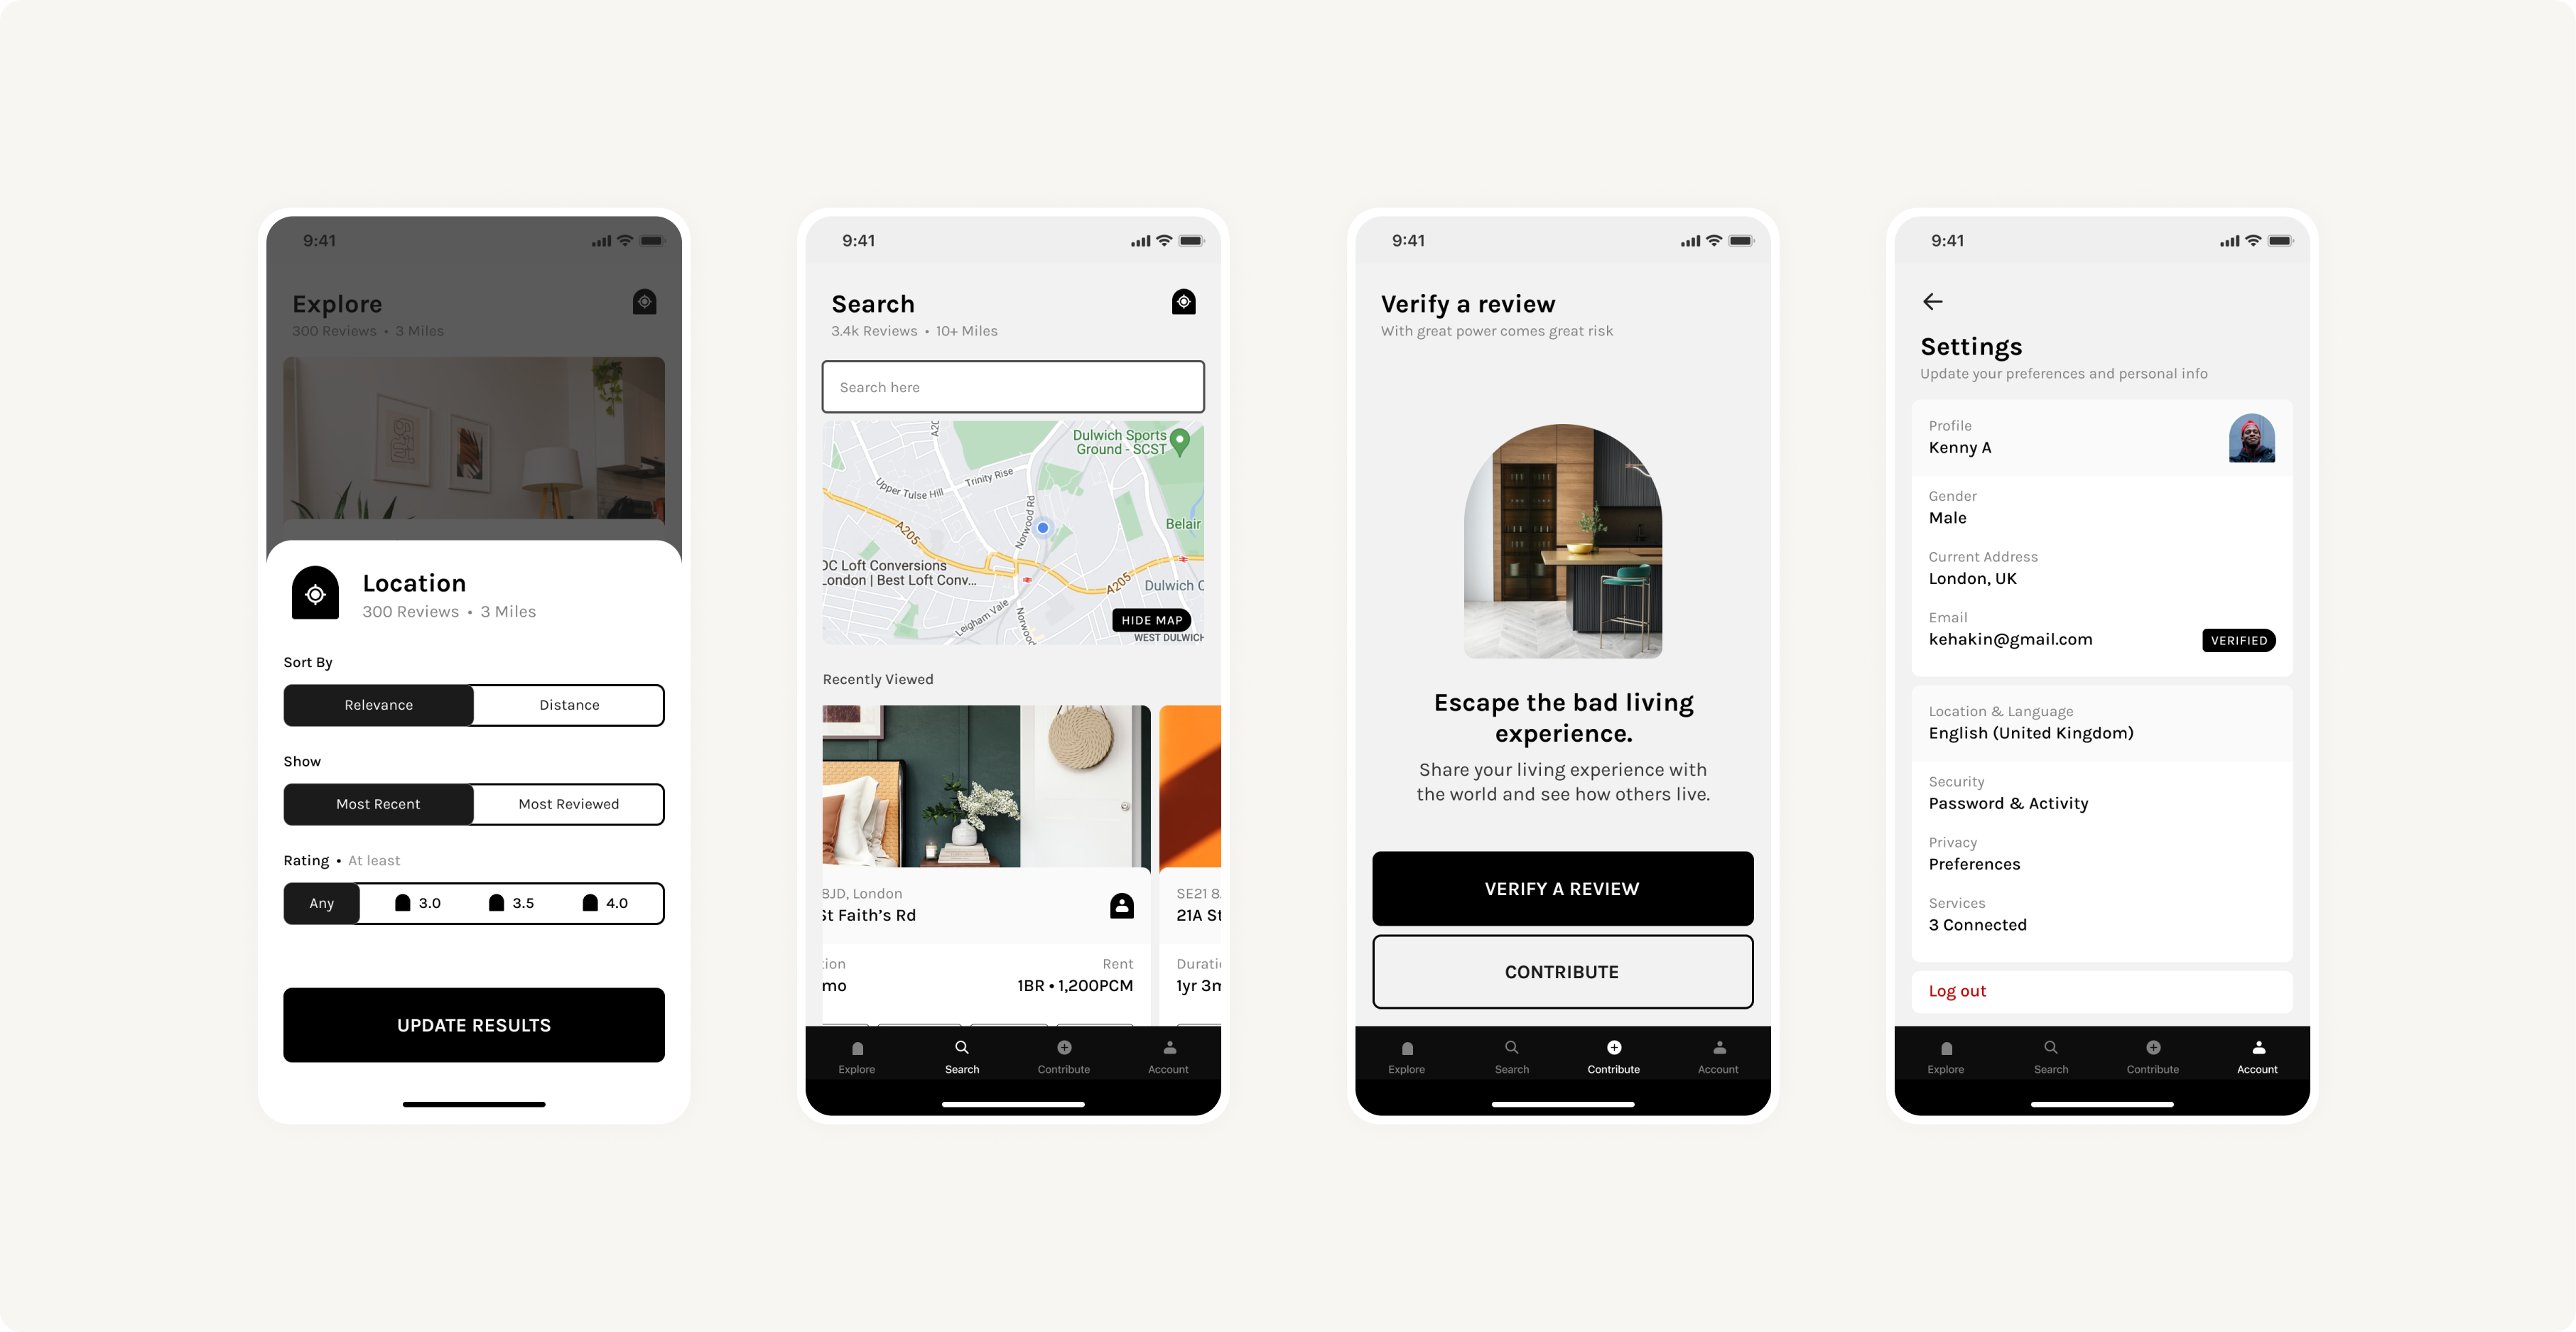 9:41
Explore
300 Reviews • 3 Miles
Location
300 Reviews • 3 Miles
Sort By
Relevance
Distance
Show
Most Recent
Most Reviewed
Rating • At least
Any
3.0
3.5
4.0
UPDATE RESULTS
9:41
Search
3.4k Reviews • 10+ Miles
Search here
Dulwich Sports
Ground - SCST
Upper Tulse Hill
Trinity Rise
Norwood Rd
Belair
A205
OC Loft Conversions
London | Best Loft Conv...
A205
Dulwich C
Leigham Vale
Norwood
HIDE MAP
WEST DULWICH
Recently Viewed
8JD, London
St Faith's Rd
tion
mo
Rent
1BR • 1,200PCM
SE21 8
21A St
Durati
1yr 3m
Explore
Search
Contribute
Account
9:41
Verify a review
With great power comes great risk
Escape the bad living
experience.
Share your living experience with
the world and see how others live.
VERIFY A REVIEW
CONTRIBUTE
Explore
Search
Contribute
Account
9:41
Settings
Update your preferences and personal info
Profile
Kenny A
Gender
Male
Current Address
London, UK
Email
kehakin@gmail.com
VERIFIED
Location & Language
English (United Kingdom)
Security
Password & Activity
Privacy
Preferences
Services
3 Connected
Log out
Explore
Search
Contribute
Account